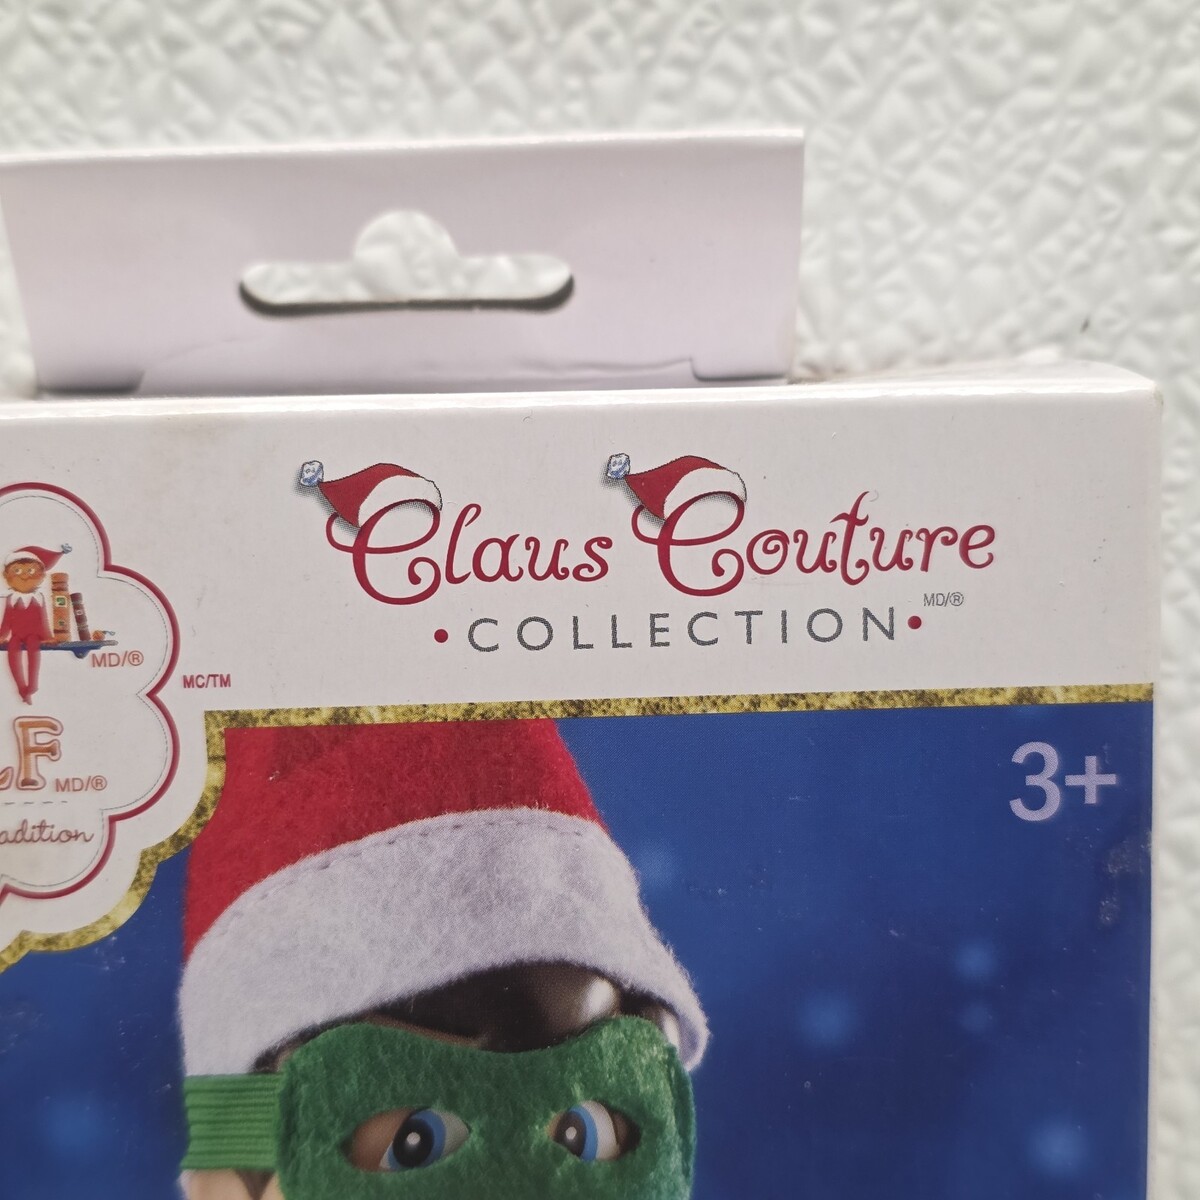 Claus Couture
• COLLECTION • MD/®
MD/®
MC/TM
3+
MD/®